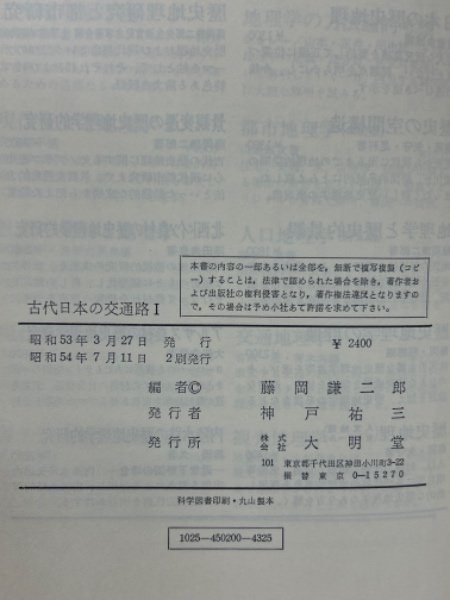 本書の内容の一部あるいは全部を，無断で複写複製（コピ
ー）することは，法律で認められた場合を除き，著作者お
よび出版社の権利侵害となり，著作権法違反となりますの
で，その場合は予め小社あて許諾を求めて下さい。
古代日本の交通路 I
昭和53年3月27日 発行
昭和54年7月11日 2刷発行
¥ 2400
編者© 藤岡謙二郎
発行者 神戸祐三
発行所 株式会社 大明堂
101 東京都千代田区神田小川町3-22
振替東京 0-15270
科学図書印刷・丸山製本
1025-450200-4325